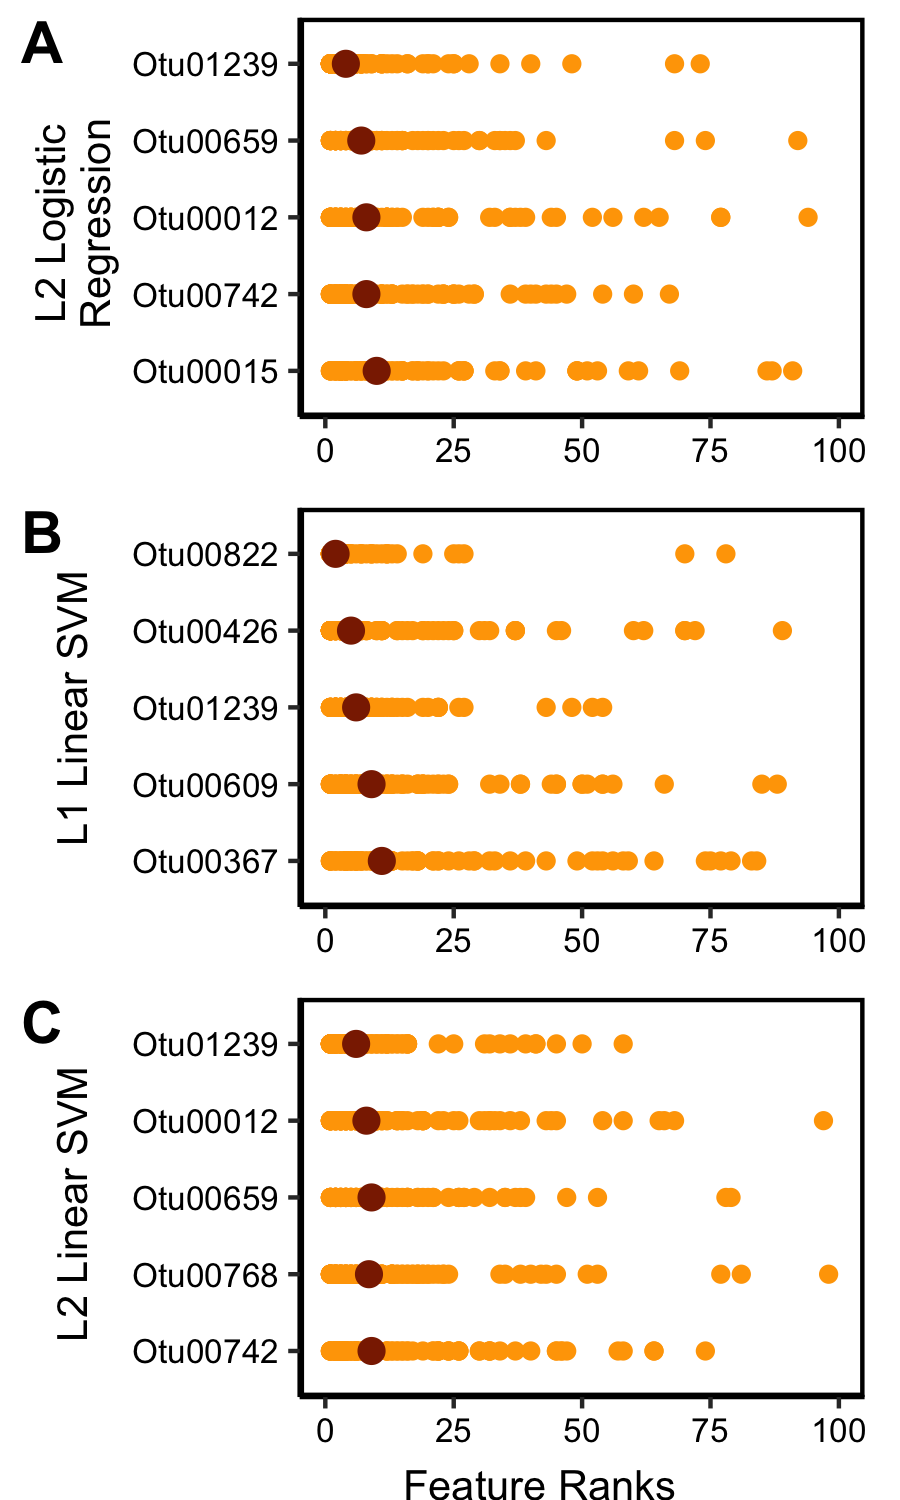 A
L2 Logistic
Regression
Otu01239
Otu00659
Otu00012
Otu00742
Otu00015
0 25 50 75 100
B
L1 Linear SVM
Otu00822
Otu00426
Otu01239
Otu00609
Otu00367
0 25 50 75 100
C
L2 Linear SVM
Otu01239
Otu00012
Otu00659
Otu00768
Otu00742
0 25 50 75 100
Feature Ranks